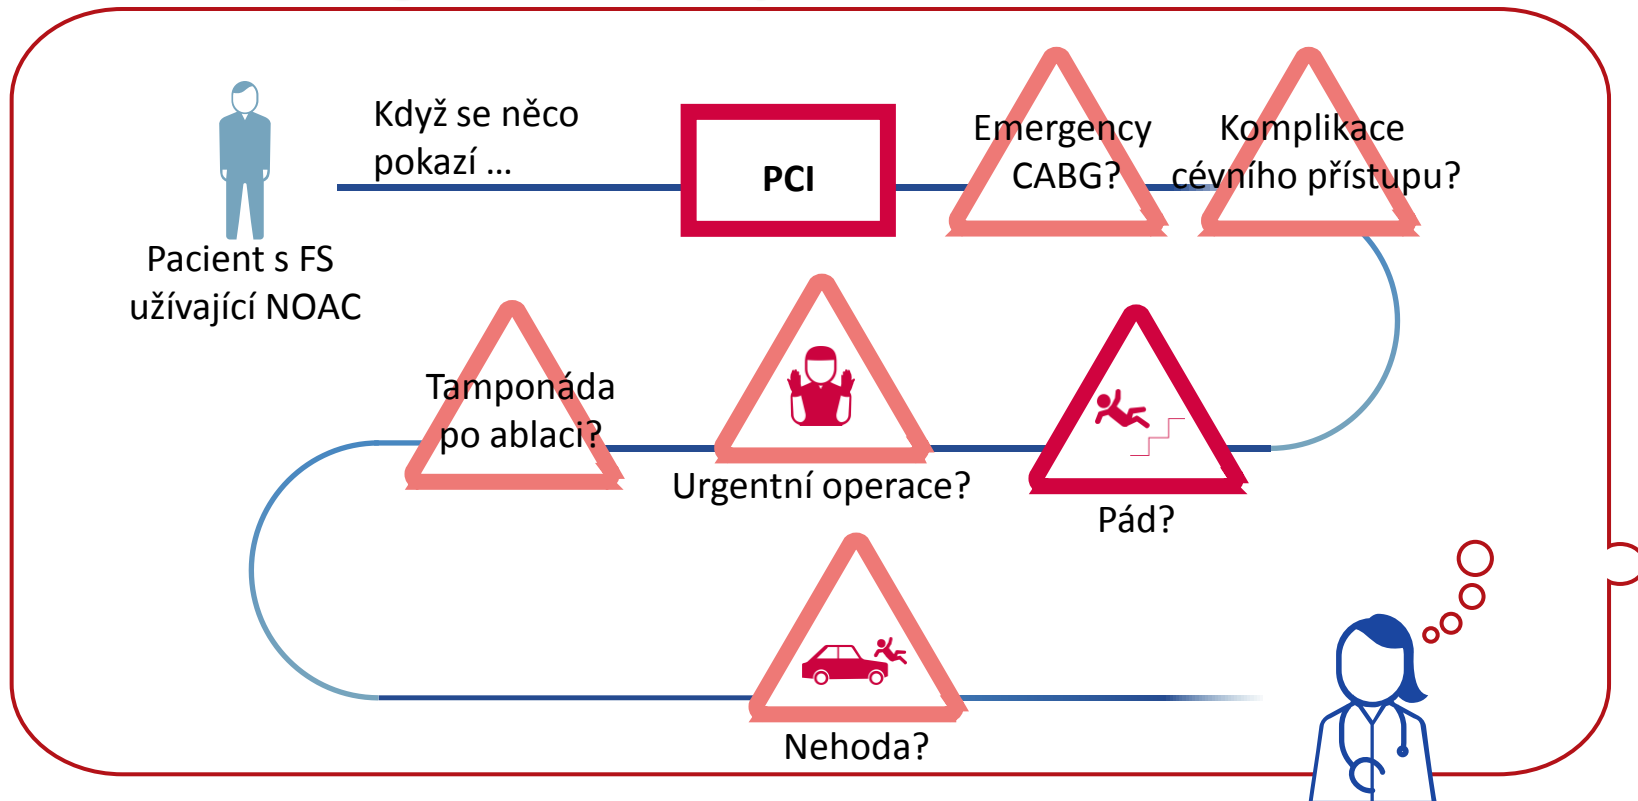 Když se něco
pokazí ...
PCI
Emergency
CABG?
Komplikace
cévního přístupu?
Pacient s FS
užívající NOAC
Tamponáda
po ablaci?
Urgentní operace?
Pád?
Nehoda?